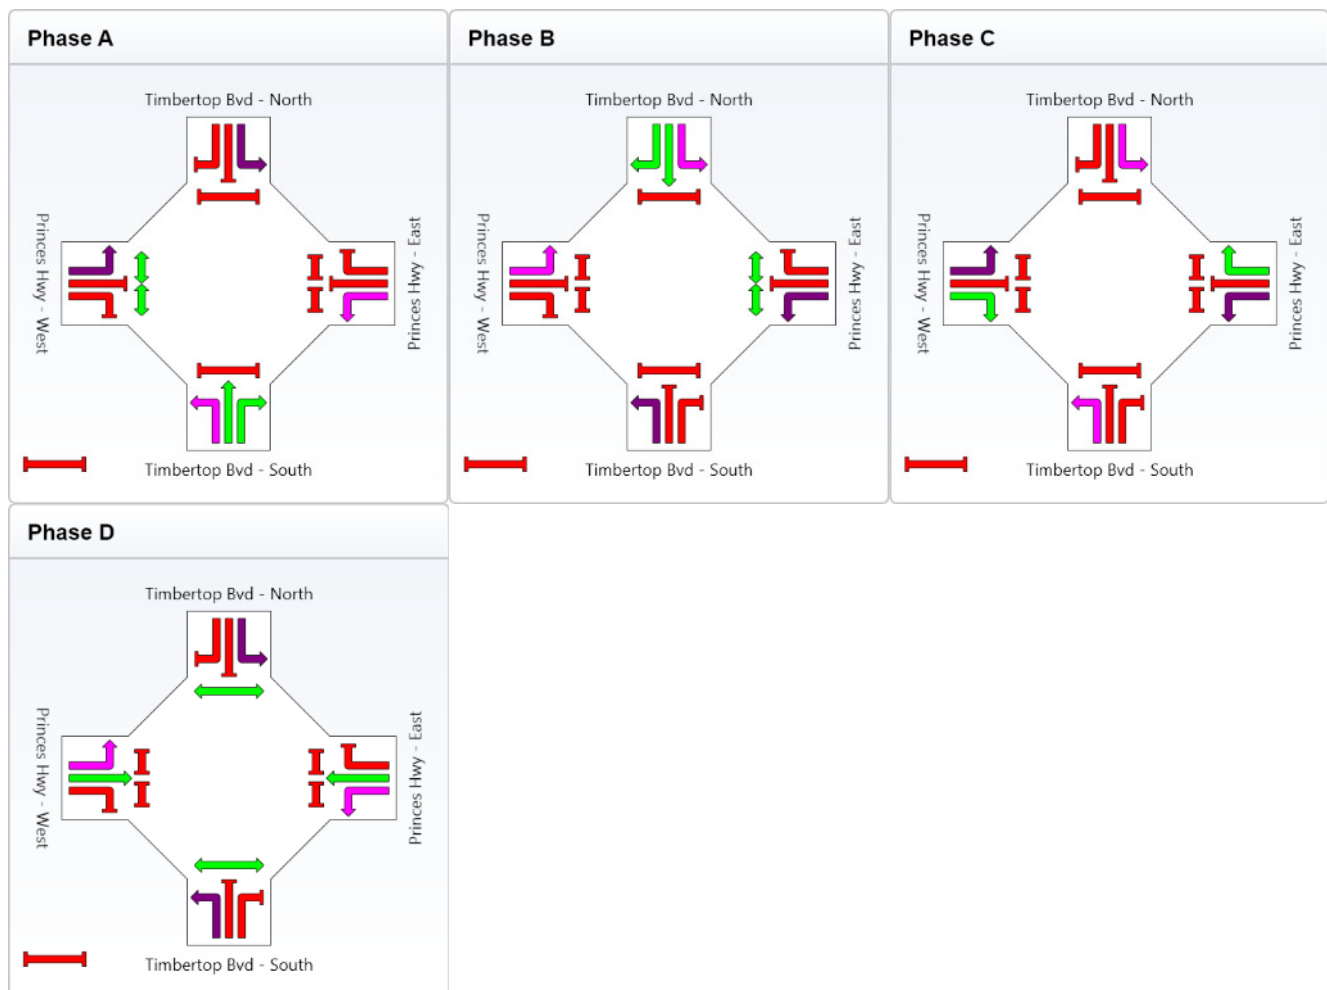 Phase A
Timbertop Bvd - North
Princes Hwy - West
Princes Hwy - East
Timbertop Bvd - South
Phase B
Timbertop Bvd - North
Princes Hwy - West
Princes Hwy - East
Timbertop Bvd - South
Phase C
Timbertop Bvd - North
Princes Hwy - West
Princes Hwy - East
Timbertop Bvd - South
Phase D
Timbertop Bvd - North
Princes Hwy - West
Princes Hwy - East
Timbertop Bvd - South